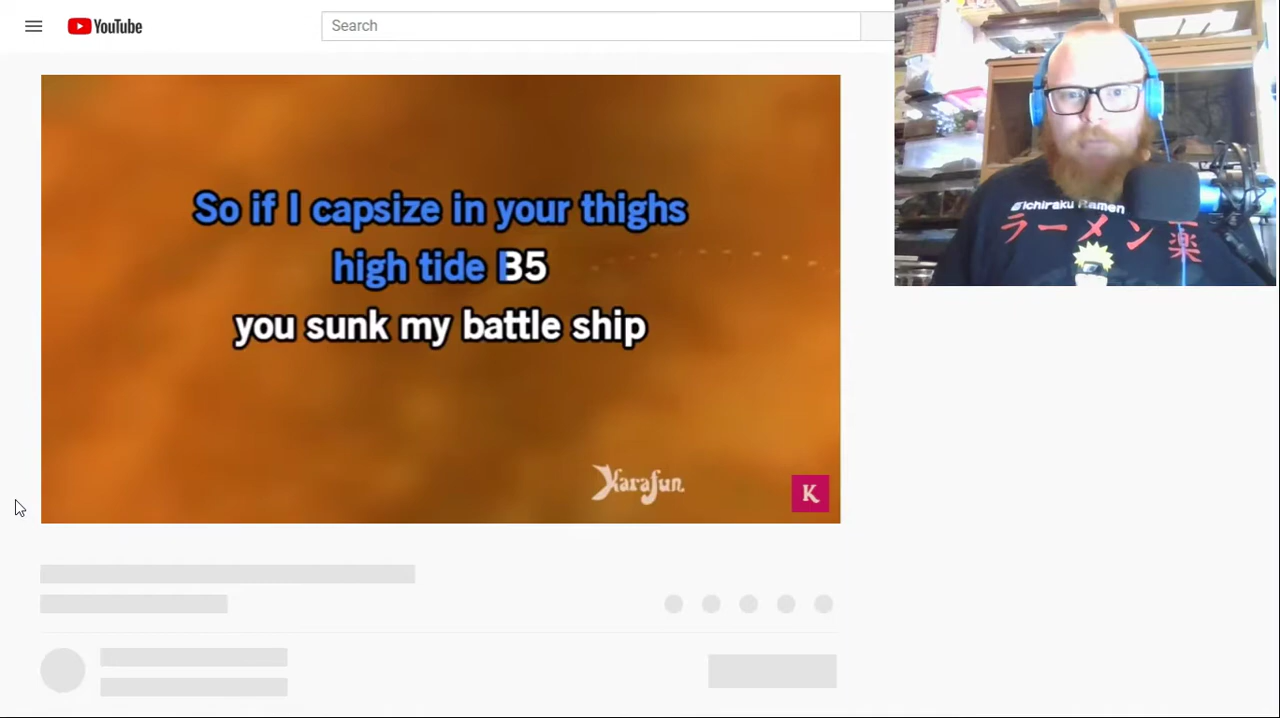 YouTube
Search
So if I capsize in your thighs
high tide B5
you sunk my battle ship
Karafun
K
Ichiraku Ramen
ラーメン一楽